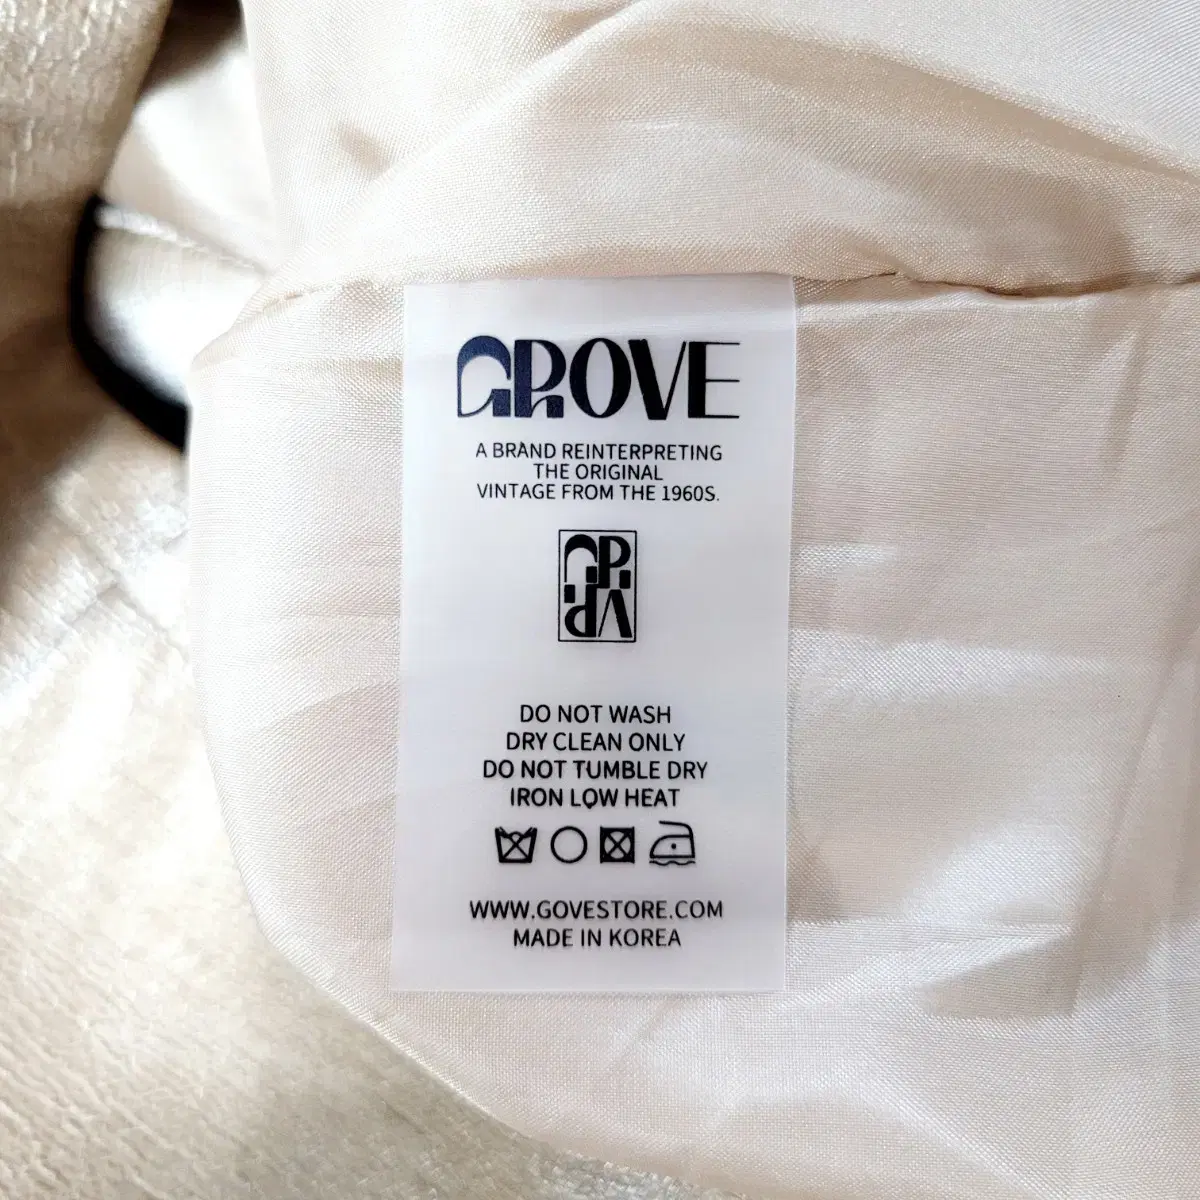 GROVE
A BRAND REINTERPRETING
THE ORIGINAL
VINTAGE FROM THE 1960S.
DO NOT WASH
DRY CLEAN ONLY
DO NOT TUMBLE DRY
IRON LOW HEAT
WWW.GOVESTORE.COM
MADE IN KOREA